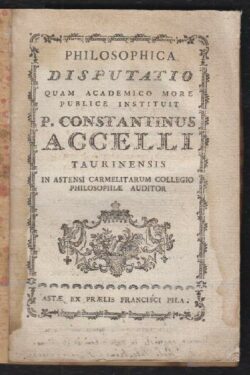 PHILOSOPHICA
DISPUTATIO
QUAM ACADEMICO MORE
PUBLICE INSTITUIT
P. CONSTANTINUS
ACCELLI
TAURINENSIS
IN ASTENSI CARMELITARUM COLLEGIO
PHILOSOPHIÆ AUDITOR
ASTÆ EX PRÆLIS FRANCISCI PILA.